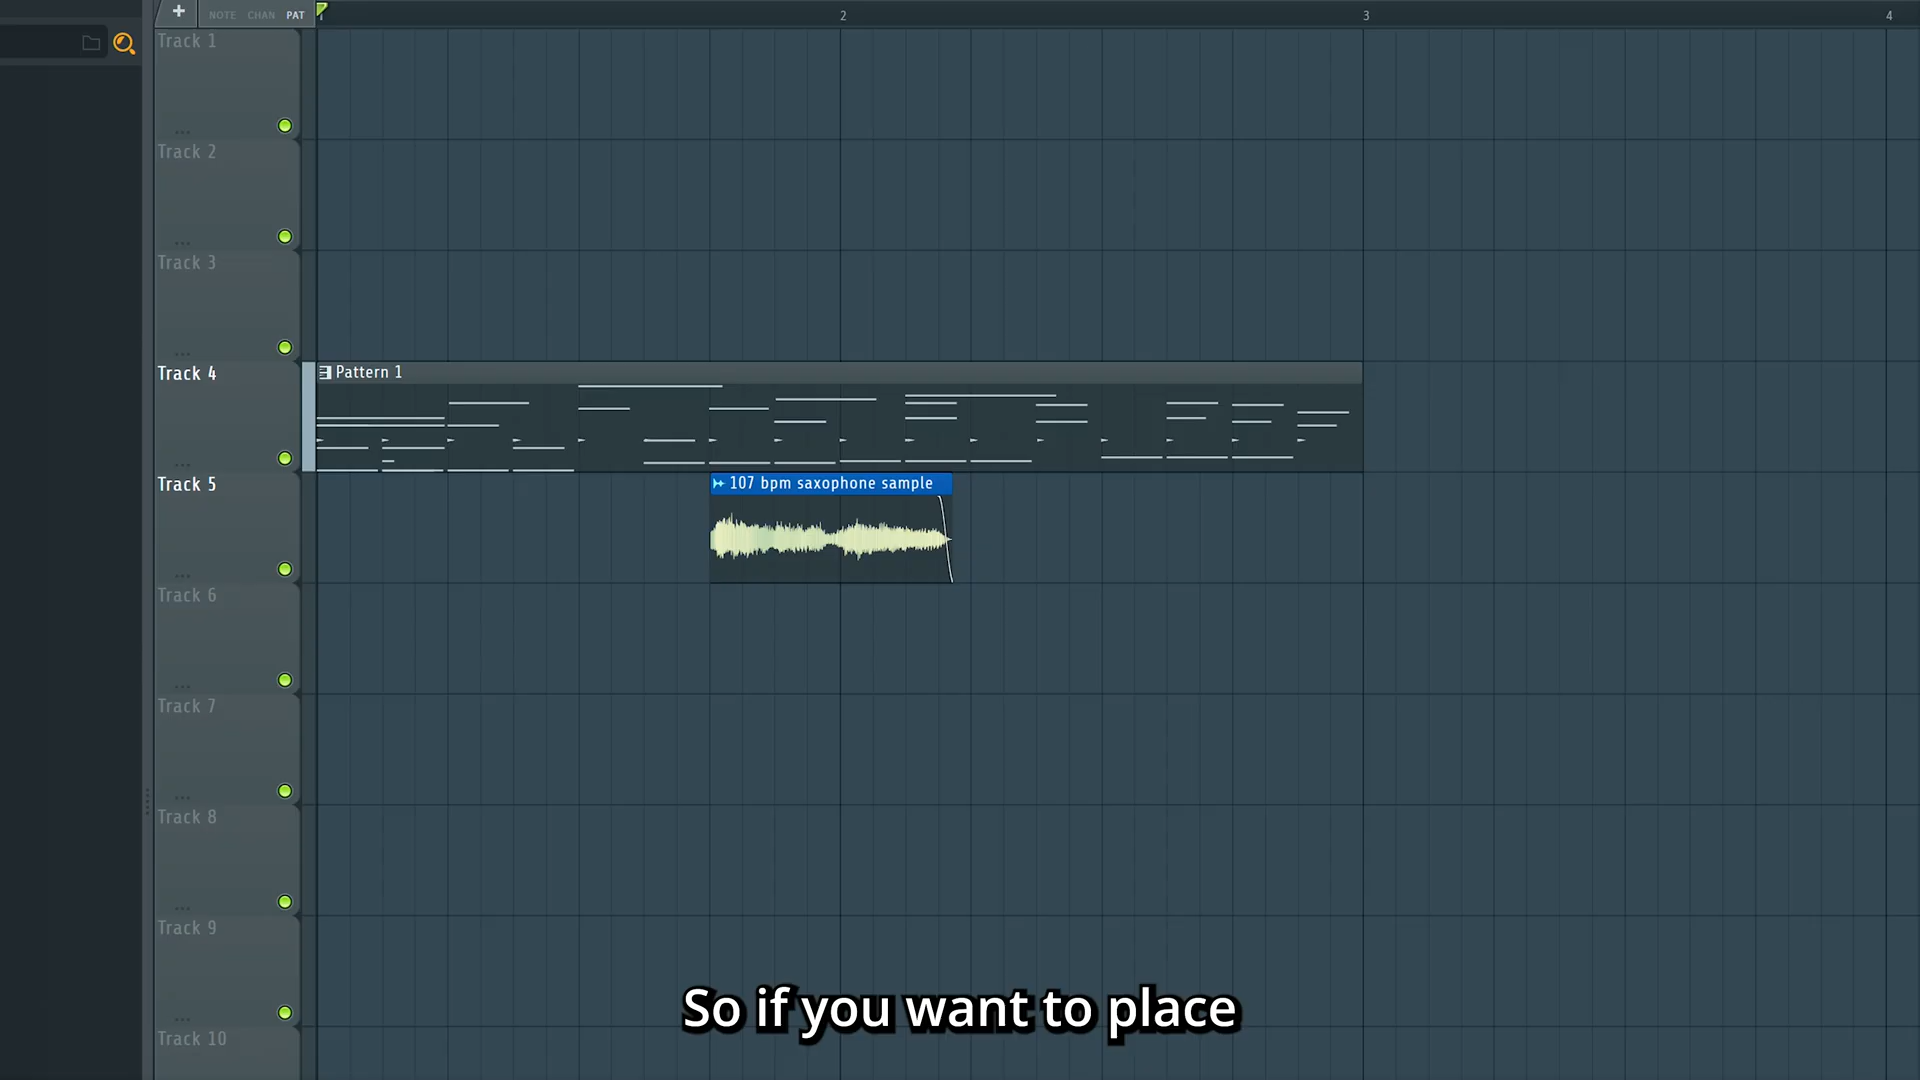 + NOTE CHAN PAT 2 3 4
Track 1
...
Track 2
...
Track 3
...
Track 4
Pattern 1
...
Track 5
107 bpm saxophone sample
...
Track 6
...
Track 7
...
Track 8
...
Track 9
...
So if you want to place
Track 10